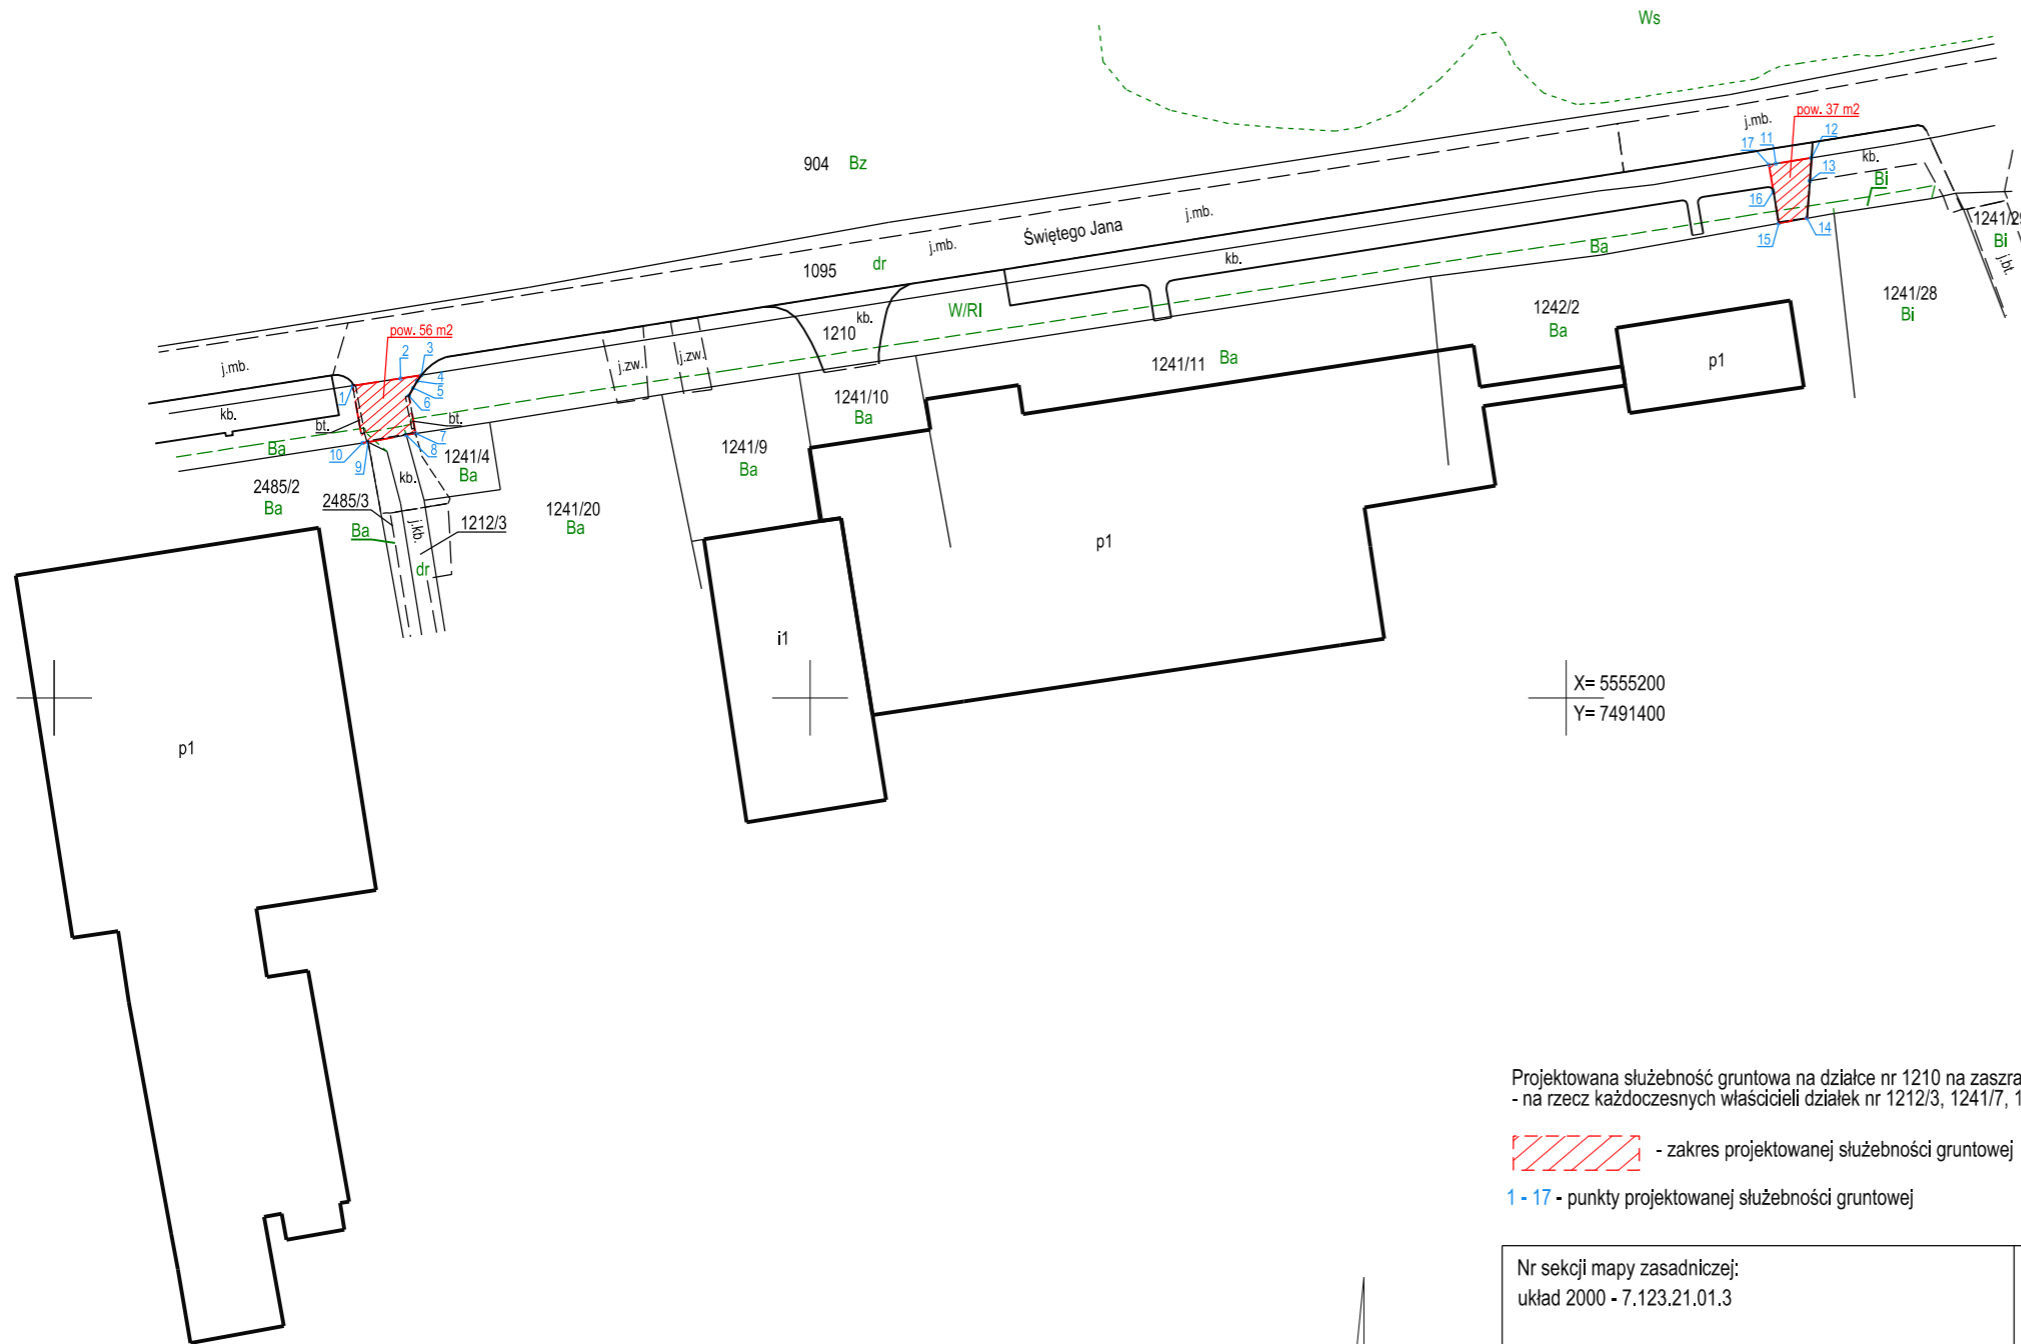 Ws
pow. 37 m2
j.mb.
17
11
12
904
Bz
kb.
13
Bi
16
j.mb.
Świętego Jana
1241/29
j.mb.
15
14
Bi
dr
1095
kb.
Ba
j.bt.
1241/28
Bi
W/RI
1242/2
Ba
pow. 56 m2
kb.
1210
2
3
j.mb.
j.zw.
j.zw.
4
1241/11
Ba
p1
1
5
6
1241/10
Ba
kb.
bt.
bt.
7
10
8
Ba
9
1241/4
Ba
1241/9
Ba
kb.
2485/2
Ba
2485/3
1241/20
Ba
j.kb.
1212/3
Ba
p1
dr
i1
X= 5555200
Y= 7491400
p1
Projektowana służebność gruntowa na działce nr 1210 na zaszra
- na rzecz każdoczesnych właścicieli działek nr 1212/3, 1241/7, 1
- zakres projektowanej służebności gruntowej
1 - 17 - punkty projektowanej służebności gruntowej
Nr sekcji mapy zasadniczej:
układ 2000 - 7.123.21.01.3